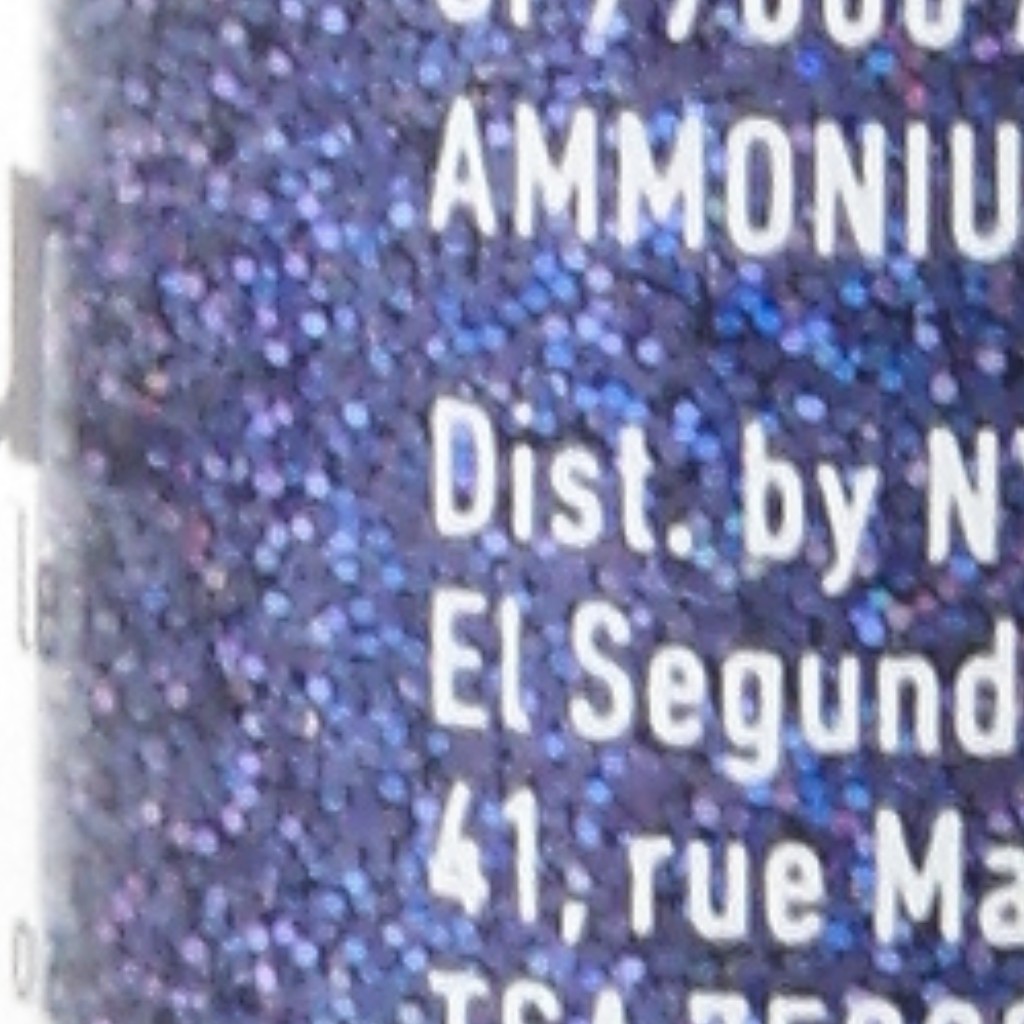 AMMONIU
Dist. by N
El Segund
41, rue Ma